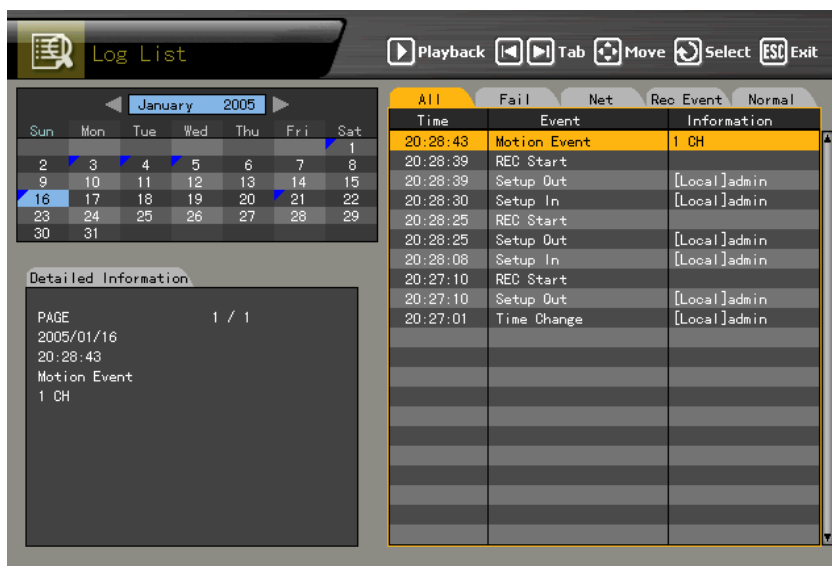 Log List
Playback Tab Move Select ESC Exit
January 2005
Sun Mon Tue Wed Thu Fri Sat
1
2 3 4 5 6 7 8
9 10 11 12 13 14 15
16 17 18 19 20 21 22
23 24 25 26 27 28 29
30 31
Detailed Information
PAGE 1 / 1
2005/01/16
20:28:43
Motion Event
1 CH
All Fail Net Rec Event Normal
Time Event Information
20:28:43 Motion Event 1 CH
20:28:39 REC Start
20:28:39 Setup Out [Local]admin
20:28:30 Setup In [Local]admin
20:28:25 REC Start
20:28:25 Setup Out [Local]admin
20:28:08 Setup In [Local]admin
20:27:10 REC Start
20:27:10 Setup Out [Local]admin
20:27:01 Time Change [Local]admin